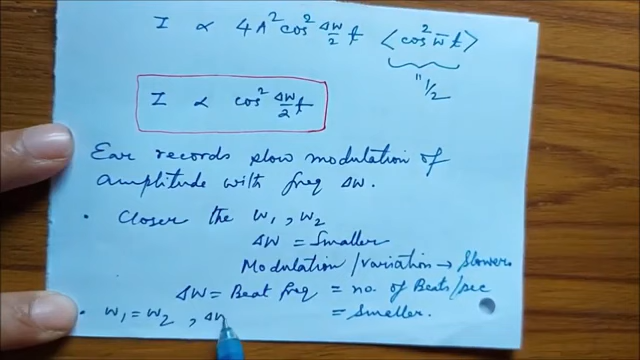 I ∝ 4A² cos² Δw/2 t <cos² w̅ t>
" 1/2
I ∝ cos² Δw/2 t
Ear records slow modulation of
amplitude with freq Δw.
• Closer the w₁, w₂
Δw = Smaller
Modulation / variation → Slower.
Δw = Beat freq = no. of Beats/sec
= Smaller.
• w₁ = w₂ , Δw